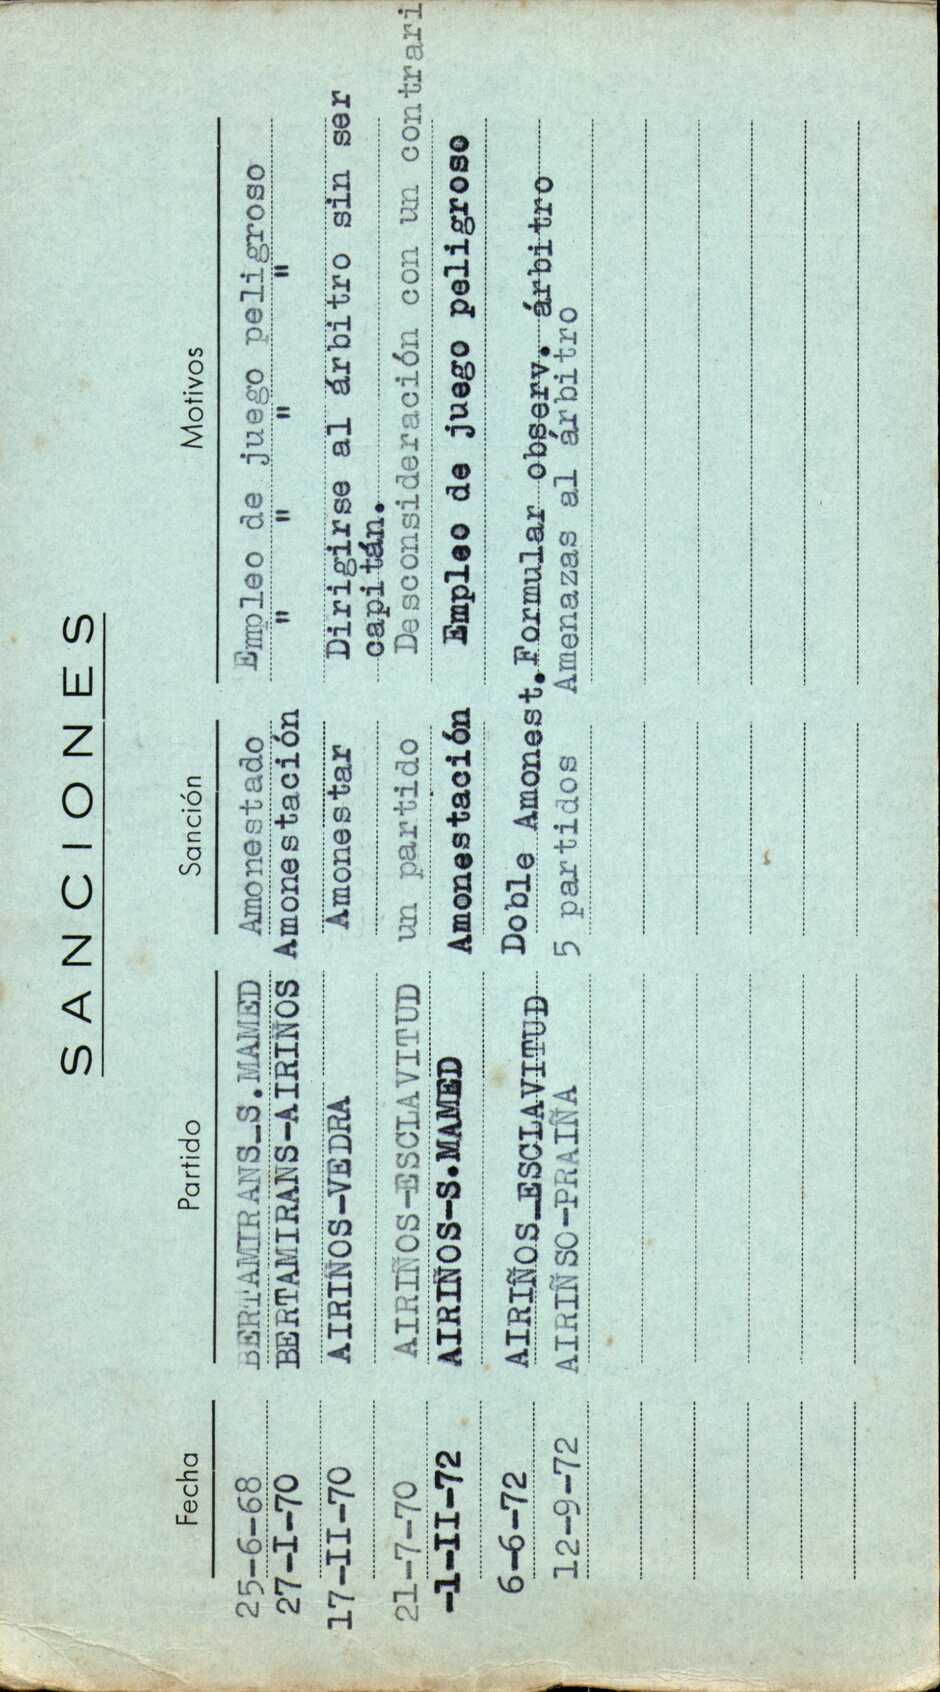 SANCIONES
Fecha Partido Sanción Motivos
25-6-68 BERTAMIRANS_S.MAMED Amonestado Empleo de juego peligroso
27-I-70 BERTAMIRANS-AIRIÑOS Amonestación " " " "
17-II-70 AIRIÑOS-VEDRA Amonestar Dirigirse al árbitro sin ser
capitán.
21-7-70 AIRIÑOS-ESCLAVITUD un partido Desconsideración con un contrari
-1-II-72 AIRIÑOS-S.MAMED Amonestación Empleo de juego peligroso
6-6-72 AIRIÑOS_ESCLAVITUD Doble Amonest.Formular observ. árbitro
12-9-72 AIRIÑSO-PRAIÑA 5 partidos Amenazas al árbitro